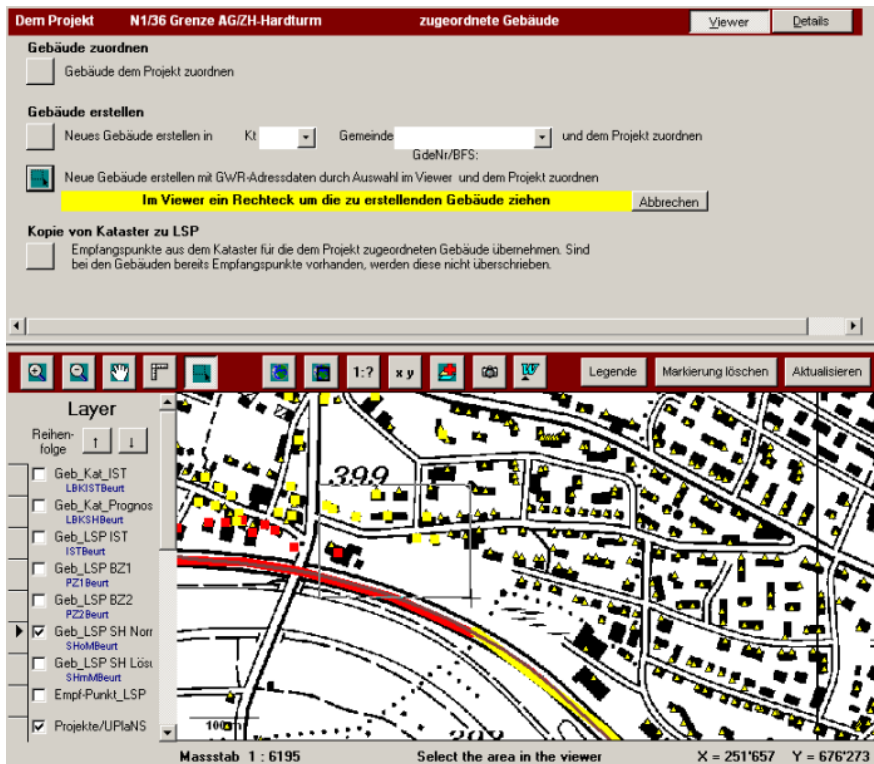 Dem Projekt N1/36 Grenze AG/ZH-Hardturm zugeordnete Gebäude Viewer Details
Gebäude zuordnen
Gebäude dem Projekt zuordnen
Gebäude erstellen
Neues Gebäude erstellen in Kt Gemeinde und dem Projekt zuordnen
GdeNr/BFS:
Neue Gebäude erstellen mit GWR-Adressdaten durch Auswahl im Viewer und dem Projekt zuordnen
Im Viewer ein Rechteck um die zu erstellenden Gebäude ziehen Abbrechen
Kopie von Kataster zu LSP
Empfangspunkte aus dem Kataster für die dem Projekt zugeordneten Gebäude übernehmen. Sind
bei den Gebäuden bereits Empfangspunkte vorhanden, werden diese nicht überschrieben.
1:? x y W Legende Markierung löschen Aktualisieren
Layer
Reihen-
folge
Geb_Kat_IST
LBKISTBeurt
Geb_Kat_Prognos
LBKSHBeurt
Geb_LSP IST
ISTBeurt
Geb_LSP BZ1
PZ1Beurt
Geb_LSP BZ2
PZ2Beurt
Geb_LSP SH Norr
SHoMBeurt
Geb_LSP SH Lösu
SHmMBeurt
Empf-Punkt_LSP
Projekte/UPlaNS
399
100m
Massstab 1 : 6195 Select the area in the viewer X = 251'657 Y = 676'273